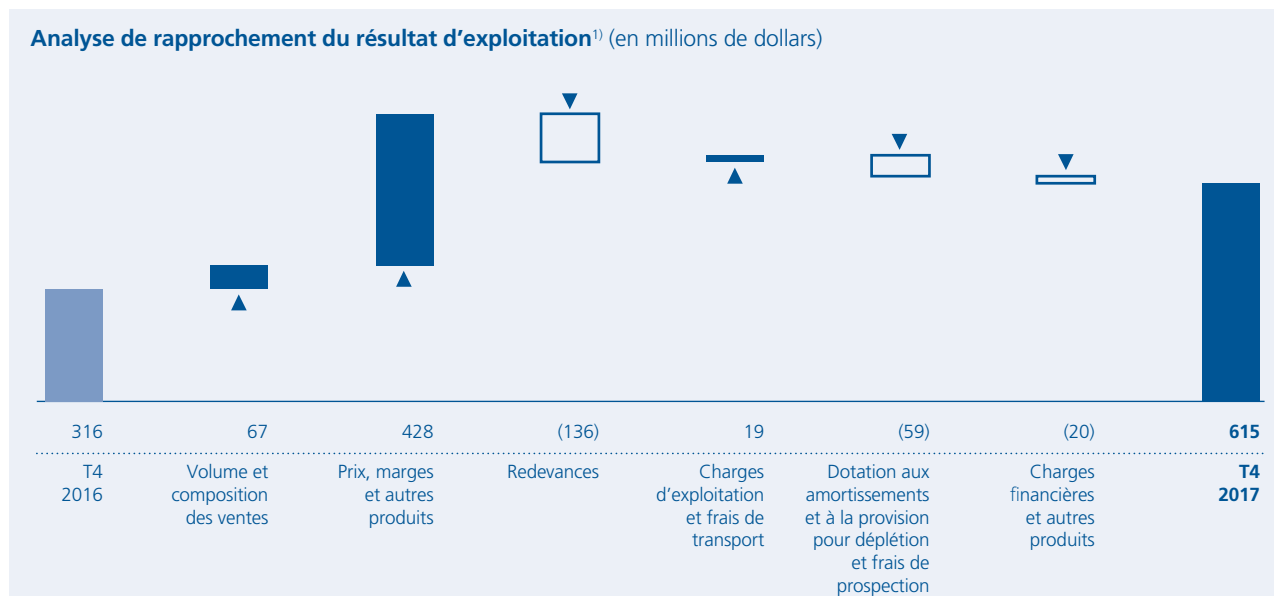 Analyse de rapprochement du résultat d'exploitation1) (en millions de dollars)
316 67 428 (136) 19 (59) (20) 615
T4
2016
Volume et
composition
des ventes
Prix, marges
et autres
produits
Redevances
Charges
d'exploitation
et frais de
transport
Dotation aux
amortissements
et à la provision
pour déplétion
et frais de
prospection
Charges
financières
et autres
produits
T4
2017